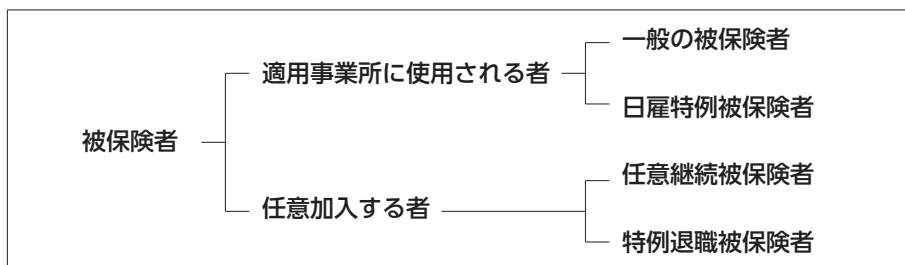 被保険者
適用事業所に使用される者
一般の被保険者
日雇特例被保険者
任意加入する者
任意継続被保険者
特例退職被保険者